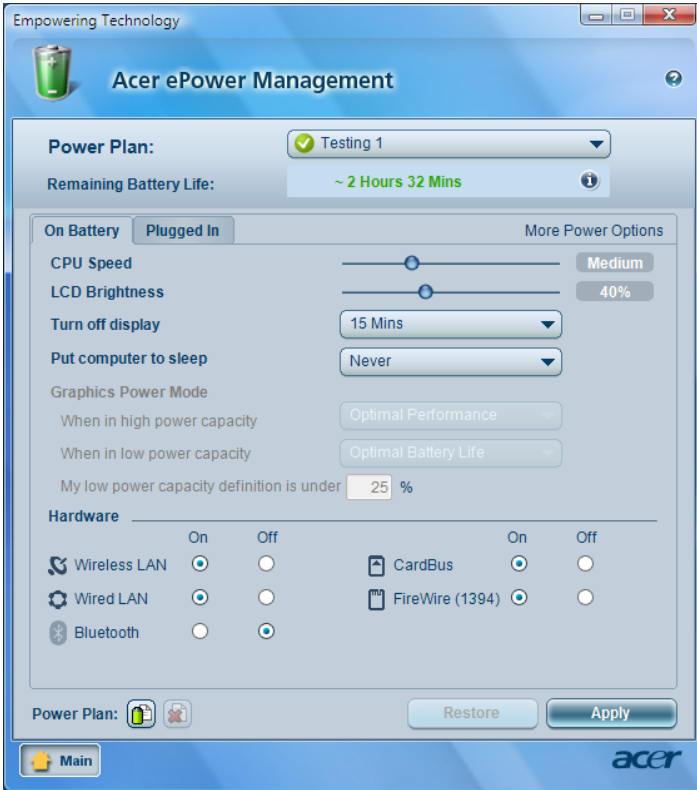 Empowering Technology
Acer ePower Management
Power Plan: Testing 1
Remaining Battery Life: ~ 2 Hours 32 Mins
On Battery Plugged In More Power Options
CPU Speed Medium
LCD Brightness 40%
Turn off display 15 Mins
Put computer to sleep Never
Graphics Power Mode
When in high power capacity Optimal Performance
When in low power capacity Optimal Battery Life
My low power capacity definition is under 25 %
Hardware
On Off On Off
Wireless LAN CardBus
Wired LAN FireWire (1394)
Bluetooth
Power Plan: Restore Apply
Main acer